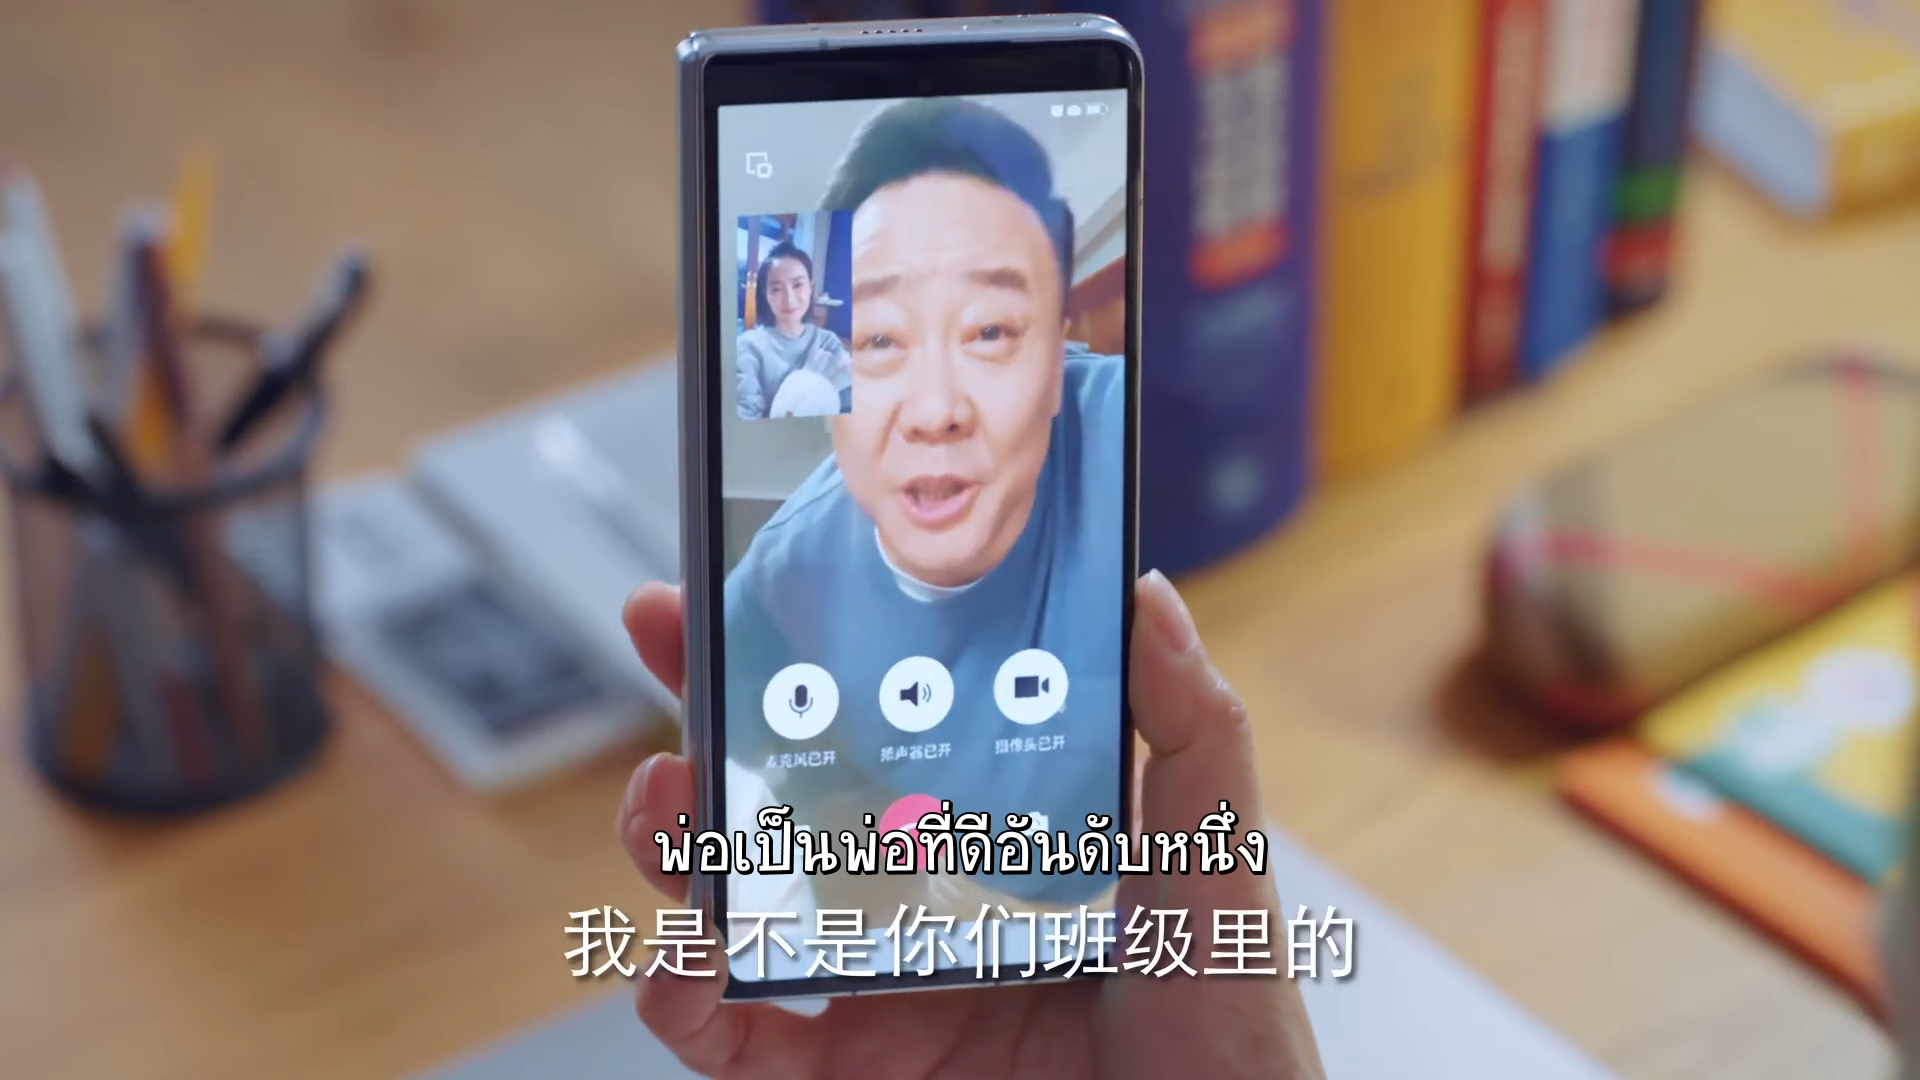 麦克风已开 扬声器已开 摄像头已开
พ่อเป็นพ่อที่ดีอันดับหนึ่ง
我是不是你们班级里的